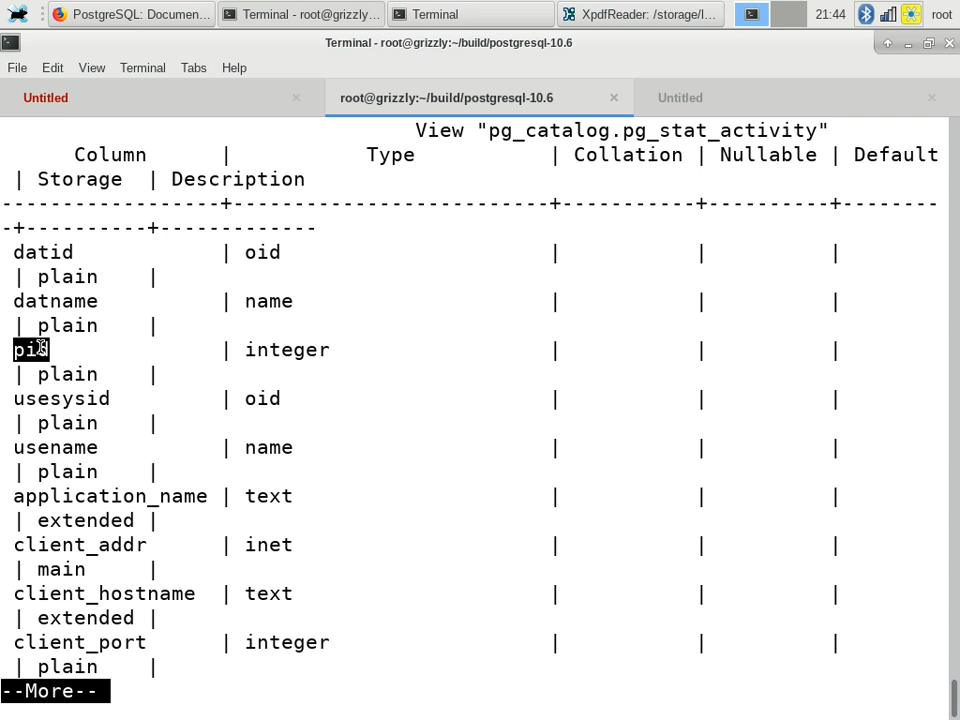 PostgreSQL: Documen...
Terminal - root@grizzly:...
Terminal
XpdfReader: /storage/l...
21:44
root
Terminal - root@grizzly:~/build/postgresql-10.6
File Edit View Terminal Tabs Help
Untitled
root@grizzly:~/build/postgresql-10.6
Untitled
View "pg_catalog.pg_stat_activity"
Column | Type | Collation | Nullable | Default
| Storage | Description
------------------+--------------------------+-----------+----------+--------
-+----------+-------------
datid | oid | | |
| plain |
datname | name | | |
| plain |
pid | integer | | |
| plain |
usesysid | oid | | |
| plain |
usename | name | | |
| plain |
application_name | text | | |
| extended |
client_addr | inet | | |
| main |
client_hostname | text | | |
| extended |
client_port | integer | | |
| plain |
--More--